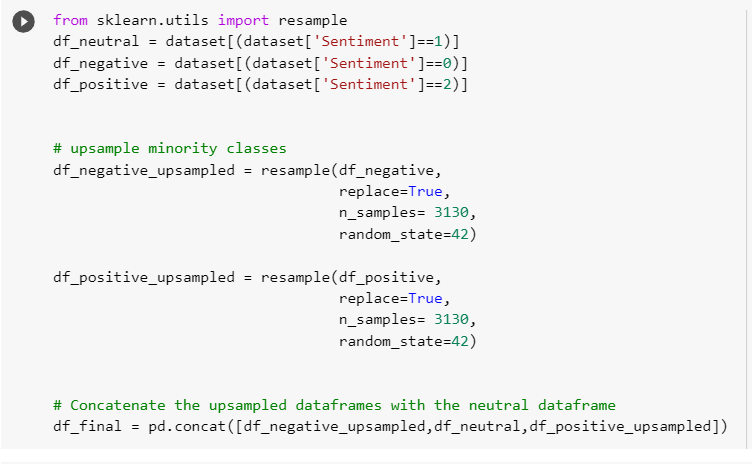 from sklearn.utils import resample
df_neutral = dataset[(dataset['Sentiment']==1)]
df_negative = dataset[(dataset['Sentiment']==0)]
df_positive = dataset[(dataset['Sentiment']==2)]
# upsample minority classes
df_negative_upsampled = resample(df_negative,
replace=True,
n_samples= 3130,
random_state=42)
df_positive_upsampled = resample(df_positive,
replace=True,
n_samples= 3130,
random_state=42)
# Concatenate the upsampled dataframes with the neutral dataframe
df_final = pd.concat([df_negative_upsampled,df_neutral,df_positive_upsampled])